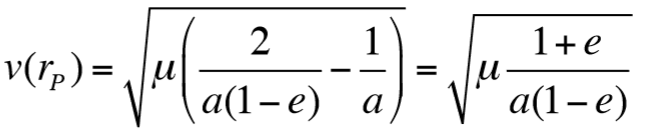 v(r_P) = √(μ(2/(a(1−e)) − 1/a)) = √(μ (1+e)/(a(1−e)))